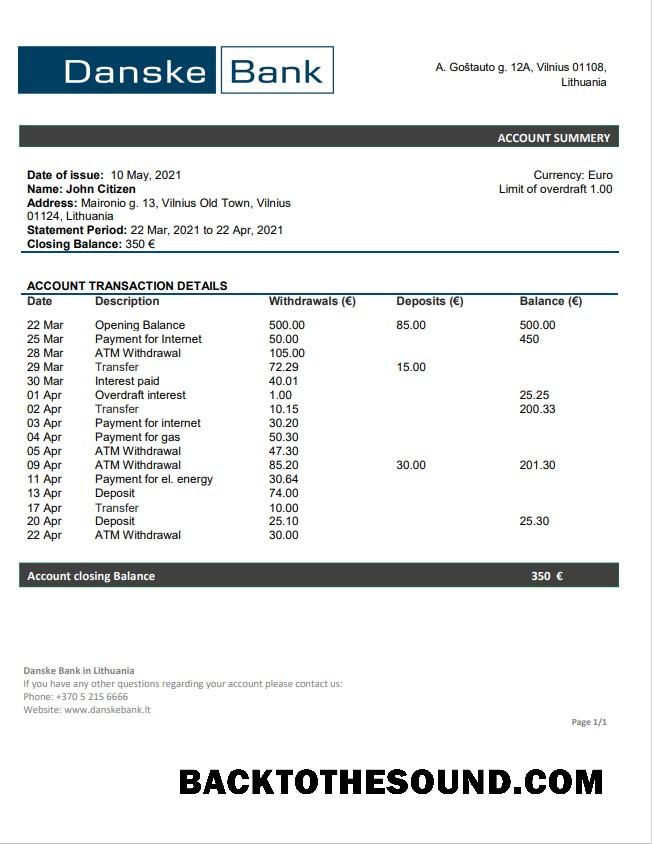 Danske Bank
A. Goštauto g. 12A, Vilnius 01108,
Lithuania
ACCOUNT SUMMERY
Date of issue: 10 May, 2021
Currency: Euro
Name: John Citizen
Limit of overdraft 1.00
Address: Maironio g. 13, Vilnius Old Town, Vilnius
01124, Lithuania
Statement Period: 22 Mar, 2021 to 22 Apr, 2021
Closing Balance: 350 €
ACCOUNT TRANSACTION DETAILS
Date Description Withdrawals (€) Deposits (€) Balance (€)
22 Mar Opening Balance 500.00 85.00 500.00
25 Mar Payment for Internet 50.00 450
28 Mar ATM Withdrawal 105.00
29 Mar Transfer 72.29 15.00
30 Mar Interest paid 40.01
01 Apr Overdraft interest 1.00 25.25
02 Apr Transfer 10.15 200.33
03 Apr Payment for internet 30.20
04 Apr Payment for gas 50.30
05 Apr ATM Withdrawal 47.30
09 Apr ATM Withdrawal 85.20 30.00 201.30
11 Apr Payment for el. energy 30.64
13 Apr Deposit 74.00
17 Apr Transfer 10.00
20 Apr Deposit 25.10 25.30
22 Apr ATM Withdrawal 30.00
Account closing Balance 350 €
Danske Bank in Lithuania
If you have any other questions regarding your account please contact us:
Phone: +370 5 215 6666
Website: www.danskebank.lt
Page 1/1
BACKTOTHESOUND.COM